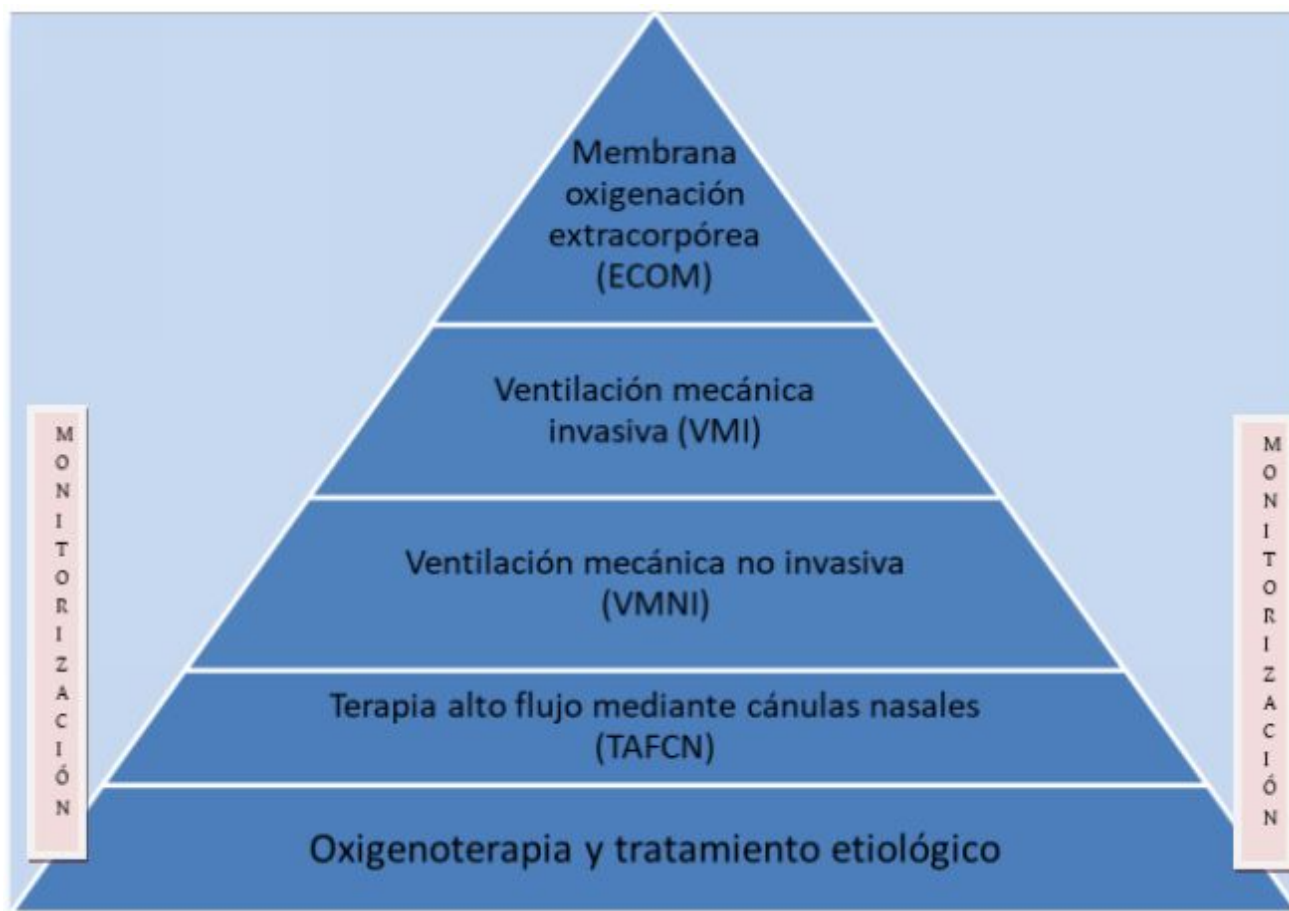 Membrana
oxigenación
extracorpórea
(ECOM)
Ventilación mecánica
invasiva (VMI)
Ventilación mecánica no invasiva
(VMNI)
Terapia alto flujo mediante cánulas nasales
(TAFCN)
Oxigenoterapia y tratamiento etiológico
MONITORIZACIÓN
MONITORIZACIÓN